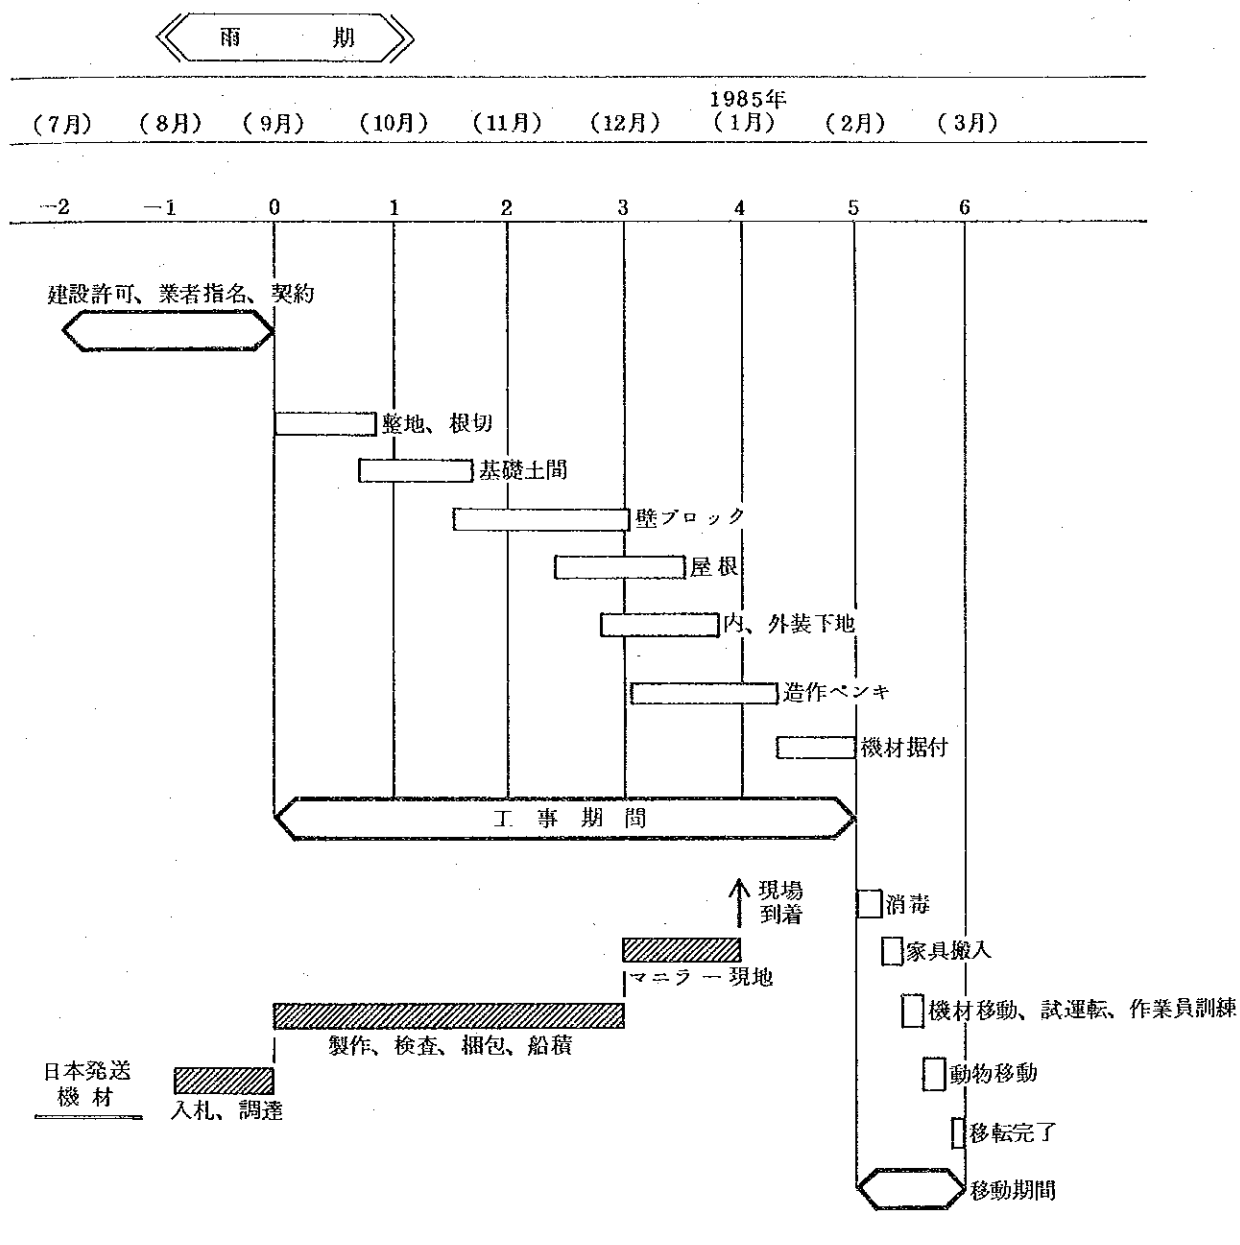 雨期
1985年
(7月) (8月) (9月) (10月) (11月) (12月) (1月) (2月) (3月)
-2 -1 0 1 2 3 4 5 6
建設許可、業者指名、契約
整地、根切
基礎土間
壁ブロック
屋根
内、外装下地
造作ペンキ
機材据付
工事期間
現場
到着
消毒
家具搬入
マニラ ー 現地
機材移動、試運転、作業員訓練
製作、検査、梱包、船積
日本発送
機材
入札、調達
動物移動
移転完了
移動期間